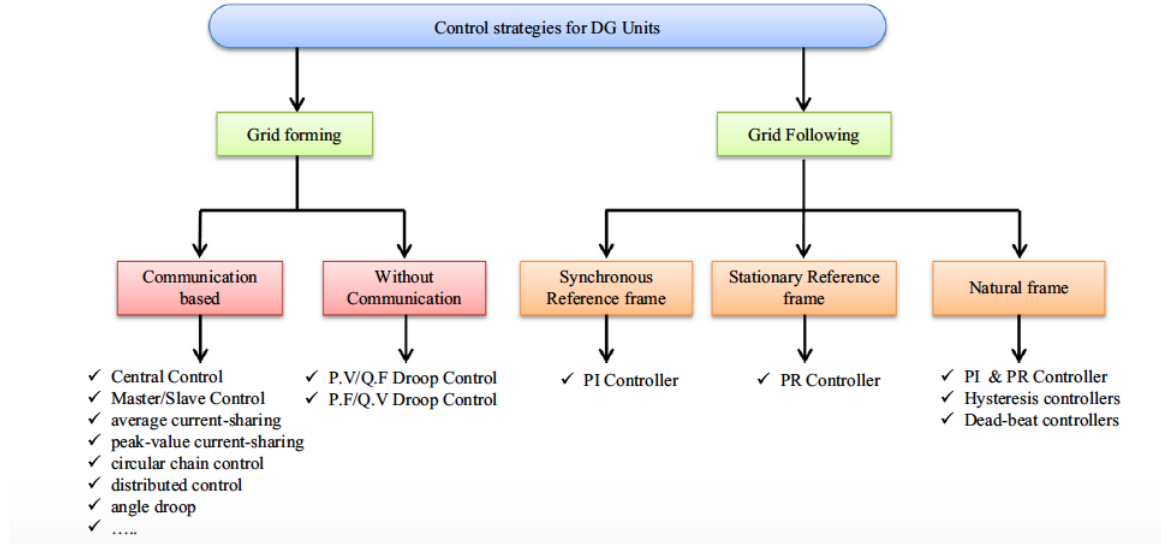 Control strategies for DG Units
Grid forming
Grid Following
Communication
based
Without
Communication
Synchronous
Reference frame
Stationary Reference
frame
Natural frame
✓ Central Control
✓ Master/Slave Control
✓ average current-sharing
✓ peak-value current-sharing
✓ circular chain control
✓ distributed control
✓ angle droop
✓ …..
✓ P.V/Q.F Droop Control
✓ P.F/Q.V Droop Control
✓ PI Controller
✓ PR Controller
✓ PI & PR Controller
✓ Hysteresis controllers
✓ Dead-beat controllers